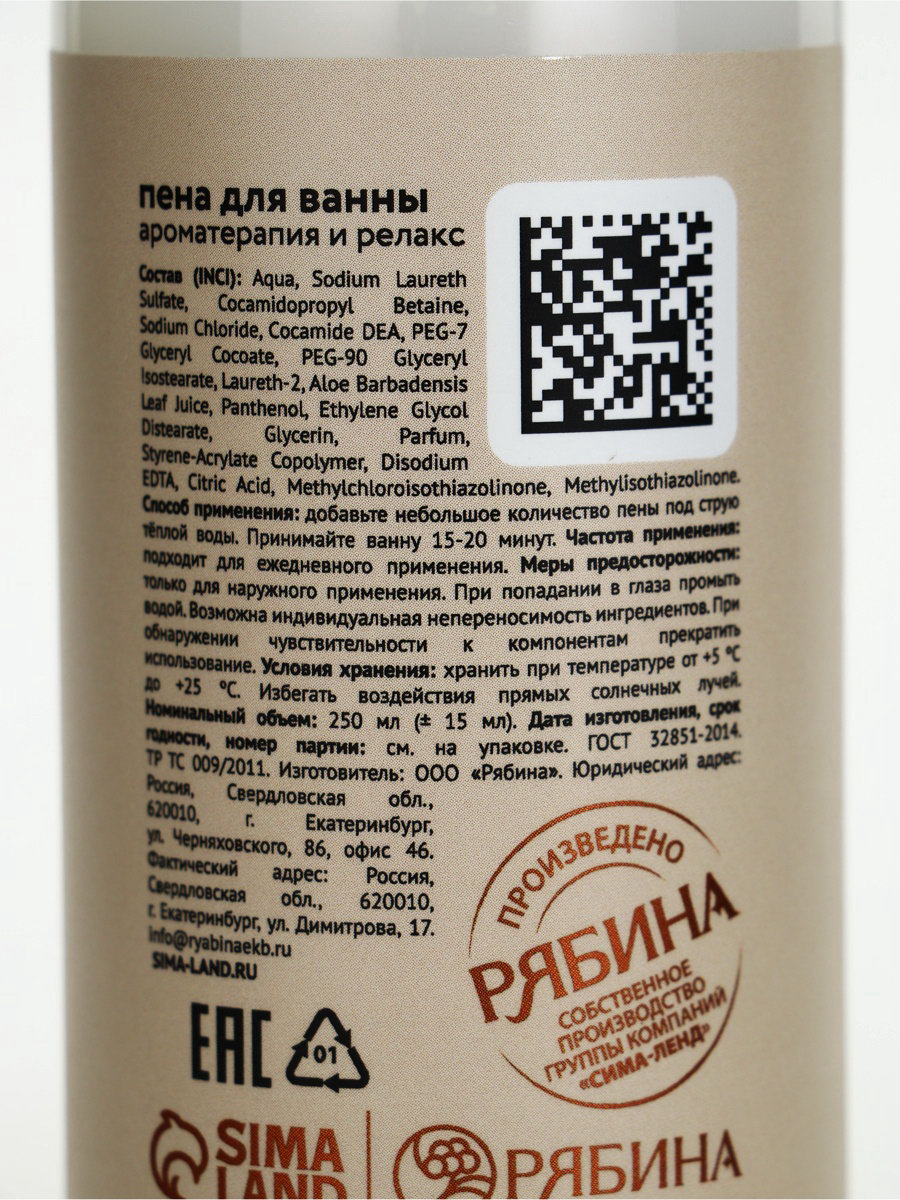 пена для ванны
ароматерапия и релакс
Состав (INCI): Aqua, Sodium Laureth
Sulfate, Cocamidopropyl Betaine,
Sodium Chloride, Cocamide DEA, PEG-7
Glyceryl Cocoate, PEG-90 Glyceryl
Isostearate, Laureth-2, Aloe Barbadensis
Leaf Juice, Panthenol, Ethylene Glycol
Distearate, Glycerin, Parfum,
Styrene-Acrylate Copolymer, Disodium
EDTA, Citric Acid, Methylchloroisothiazolinone, Methylisothiazolinone.
Способ применения: добавьте небольшое количество пены под струю
тёплой воды. Принимайте ванну 15-20 минут. Частота применения:
подходит для ежедневного применения. Меры предосторожности:
только для наружного применения. При попадании в глаза промыть
водой. Возможна индивидуальная непереносимость ингредиентов. При
обнаружении чувствительности к компонентам прекратить
использование. Условия хранения: хранить при температуре от +5 °C
до +25 °C. Избегать воздействия прямых солнечных лучей.
Номинальный объем: 250 мл (± 15 мл). Дата изготовления, срок
годности, номер партии: см. на упаковке. ГОСТ 32851-2014.
ТР ТС 009/2011. Изготовитель: ООО «Рябина». Юридический адрес:
Россия, Свердловская обл.,
620010, г. Екатеринбург,
ул. Черняховского, 86, офис 46.
Фактический адрес: Россия,
Свердловская обл., 620010,
г. Екатеринбург, ул. Димитрова, 17.
info@ryabinaekb.ru
SIMA-LAND.RU
ПРОИЗВЕДЕНО
РЯБИНА
СОБСТВЕННОЕ
ПРОИЗВОДСТВО
ГРУППЫ КОМПАНИЙ
«СИМА-ЛЕНД»
EAC
01
SIMA
LAND
РЯБИНА